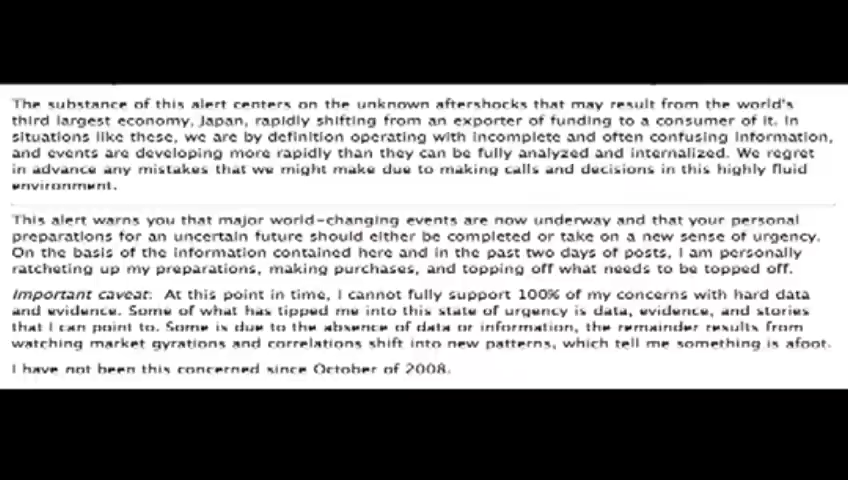 The substance of this alert centers on the unknown aftershocks that may result from the world's
third largest economy, Japan, rapidly shifting from an exporter of funding to a consumer of it. In
situations like these, we are by definition operating with incomplete and often confusing information,
and events are developing more rapidly than they can be fully analyzed and internalized. We regret
in advance any mistakes that we might make due to making calls and decisions in this highly fluid
environment.
This alert warns you that major world-changing events are now underway and that your personal
preparations for an uncertain future should either be completed or take on a new sense of urgency.
On the basis of the information contained here and in the past two days of posts, I am personally
ratcheting up my preparations, making purchases, and topping off what needs to be topped off.
Important caveat: At this point in time, I cannot fully support 100% of my concerns with hard data
and evidence. Some of what has tipped me into this state of urgency is data, evidence, and stories
that I can point to. Some is due to the absence of data or information, the remainder results from
watching market gyrations and correlations shift into new patterns, which tell me something is afoot.
I have not been this concerned since October of 2008.